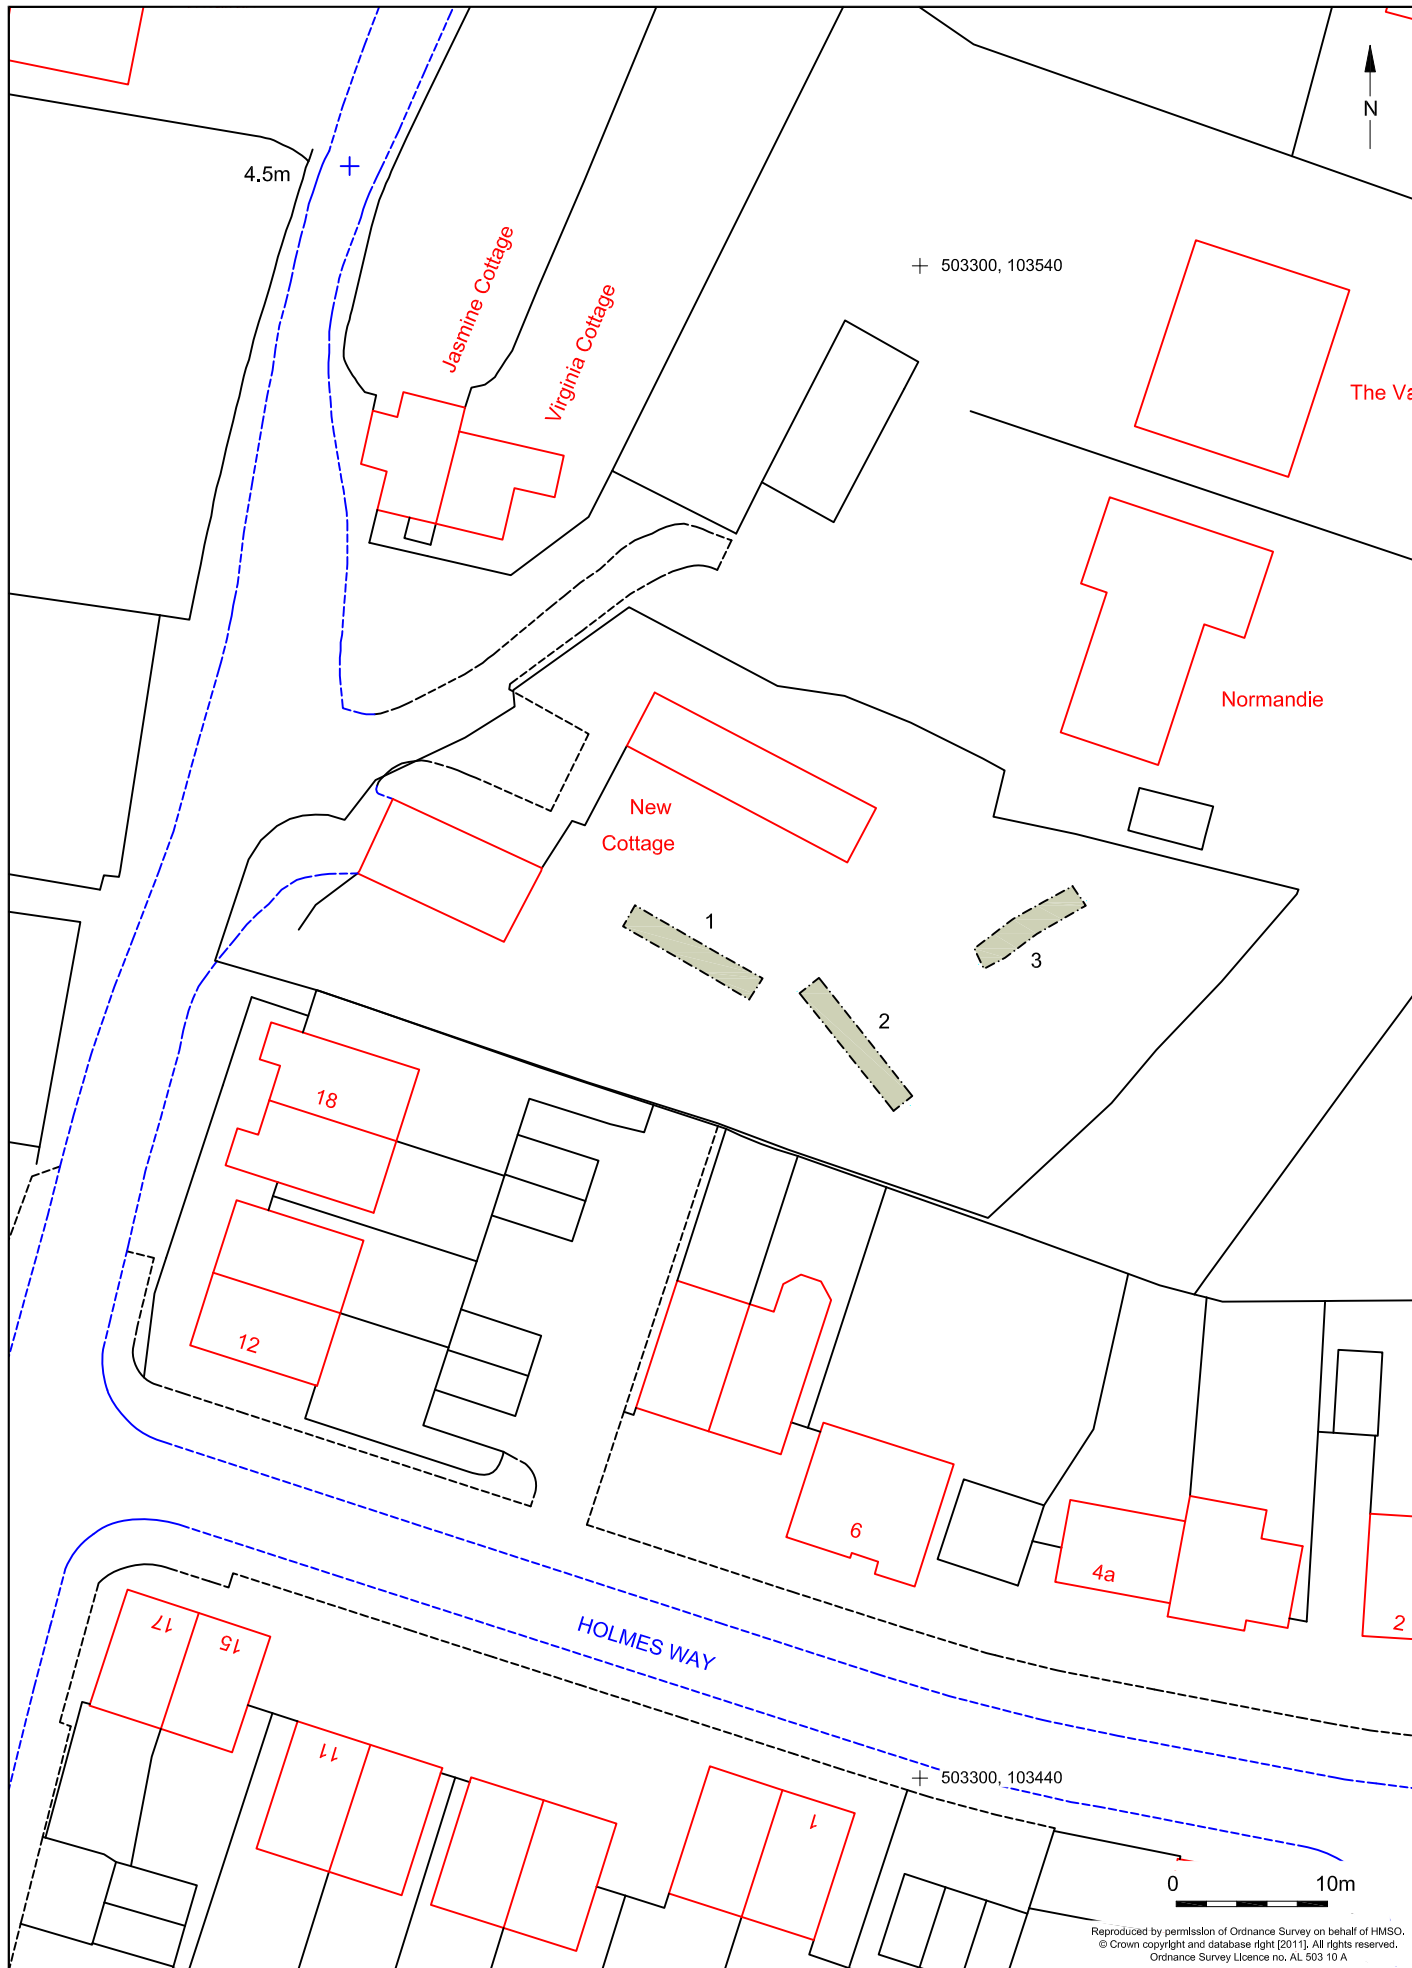 N
4.5m
503300, 103540
Jasmine Cottage
Virginia Cottage
The Va
Normandie
New
Cottage
1
3
2
18
12
6
4a
2
17
15
HOLMES WAY
11
1
503300, 103440
0 10m
Reproduced by permission of Ordnance Survey on behalf of HMSO.
© Crown copyright and database right [2011]. All rights reserved.
Ordnance Survey Licence no. AL 503 10 A